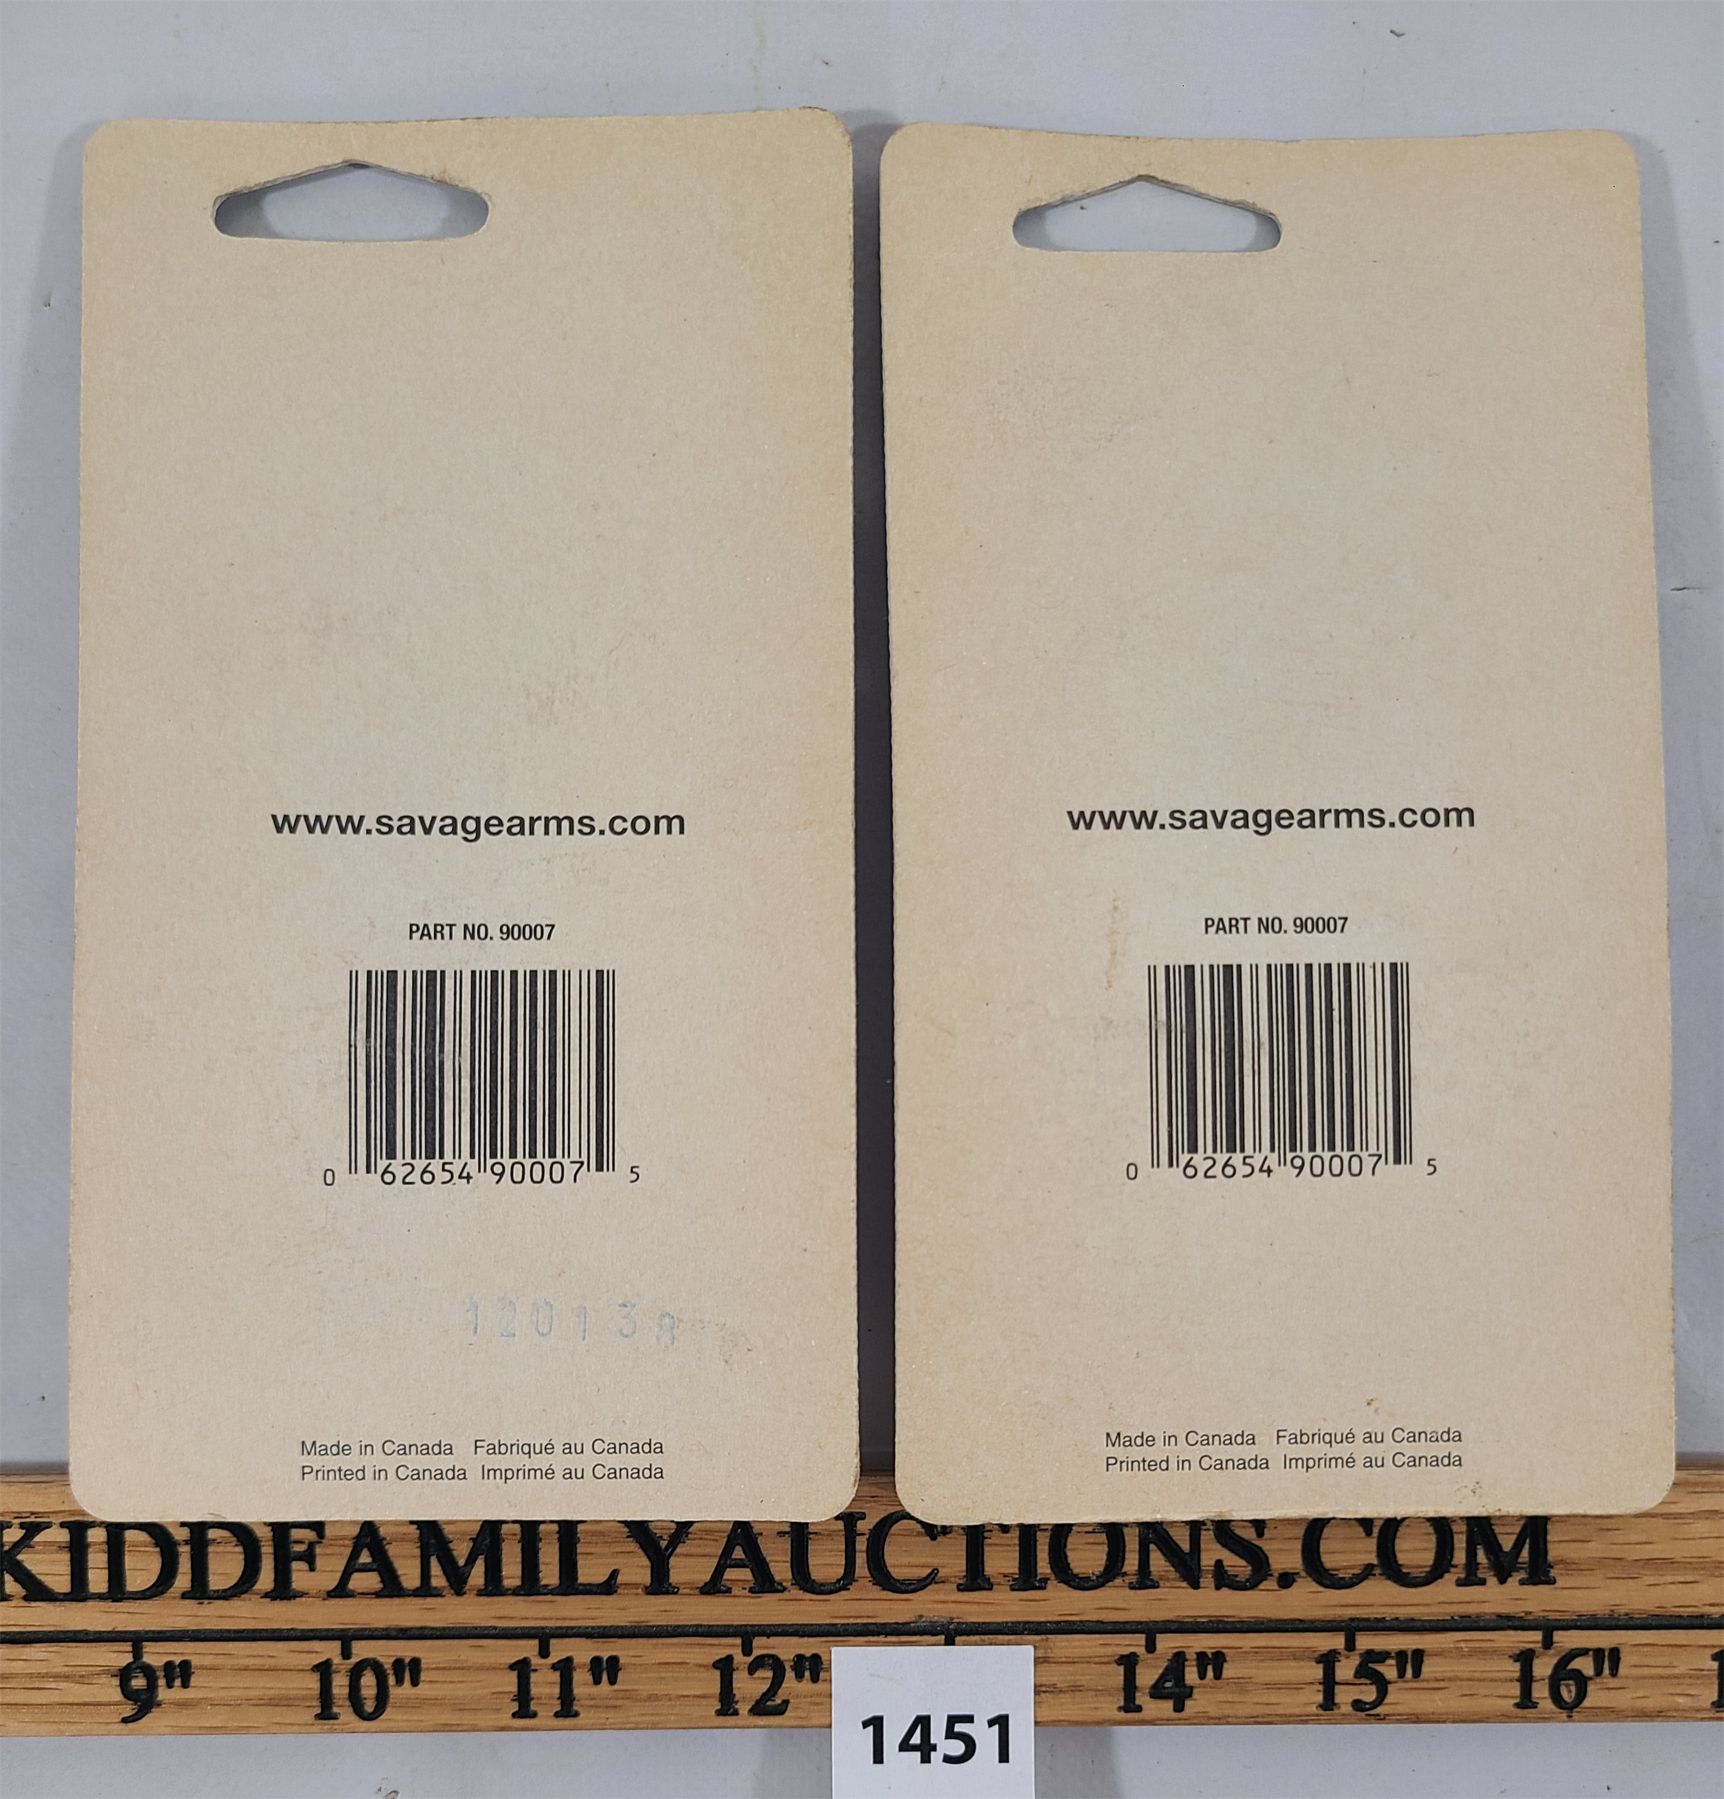 www.savagearms.com
PART NO. 90007
0 62654 90007 5
12013A
Made in Canada Fabriqué au Canada
Printed in Canada Imprimé au Canada
www.savagearms.com
PART NO. 90007
0 62654 90007 5
Made in Canada Fabriqué au Canada
Printed in Canada Imprimé au Canada
KIDDFAMILYAUCTIONS.COM
9" 10" 11" 12" 14" 15" 16"
1451